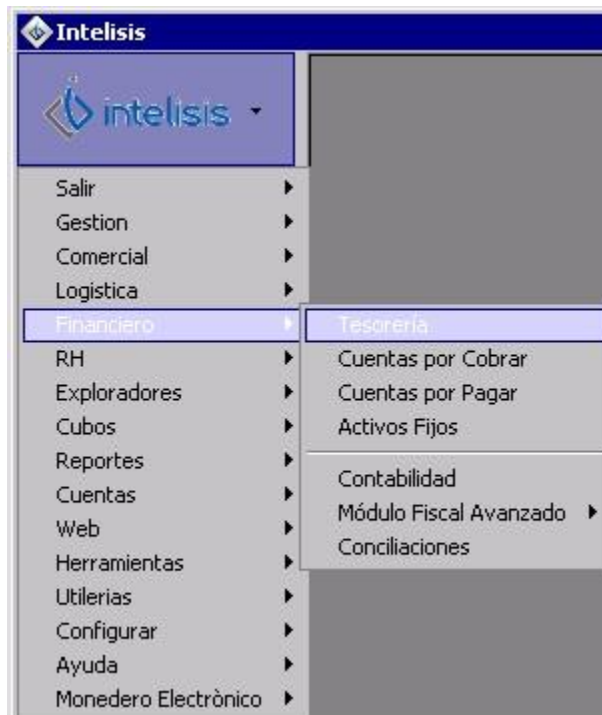 Intelisis
intelisis
Salir
Gestion
Comercial
Logistica
Financiero
RH
Exploradores
Cubos
Reportes
Cuentas
Web
Herramientas
Utilerias
Configurar
Ayuda
Monedero Electrònico
Tesorería
Cuentas por Cobrar
Cuentas por Pagar
Activos Fijos
Contabilidad
Módulo Fiscal Avanzado
Conciliaciones